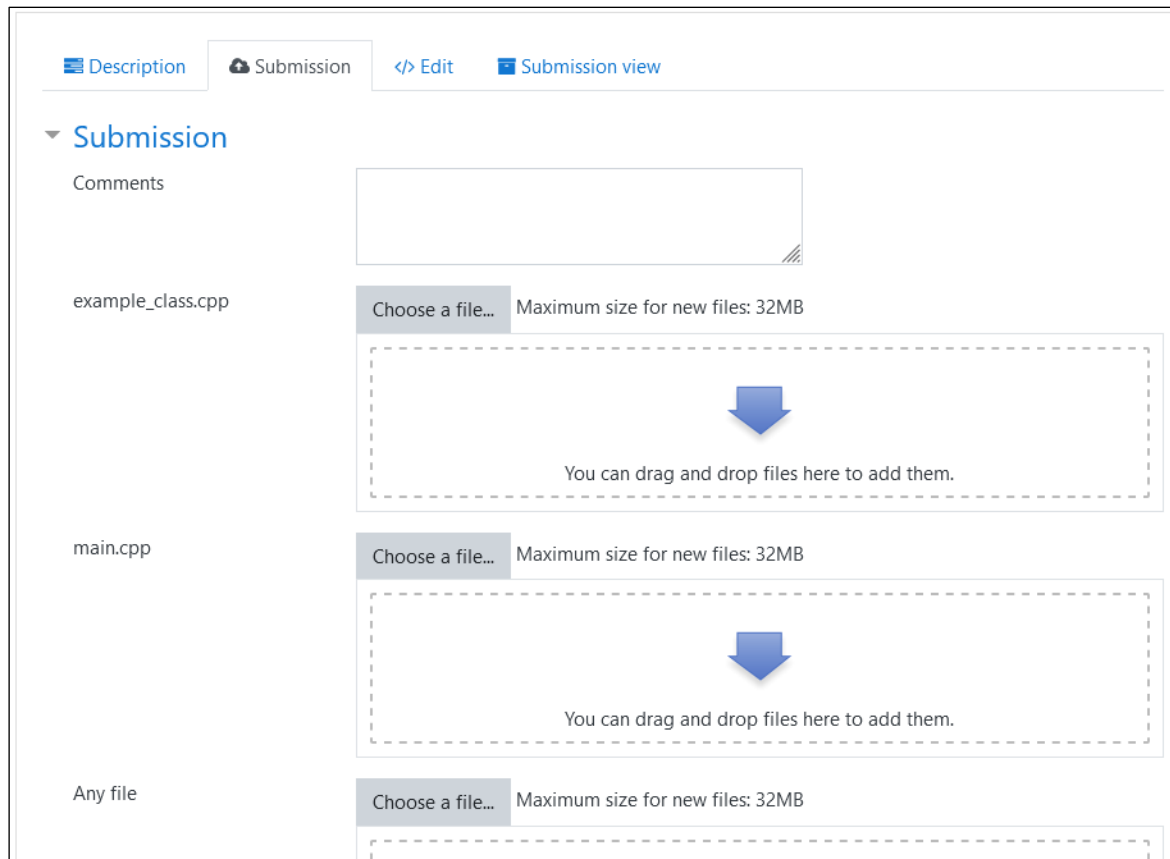 Description Submission </> Edit Submission view
Submission
Comments
example_class.cpp Choose a file... Maximum size for new files: 32MB
You can drag and drop files here to add them.
main.cpp Choose a file... Maximum size for new files: 32MB
You can drag and drop files here to add them.
Any file Choose a file... Maximum size for new files: 32MB